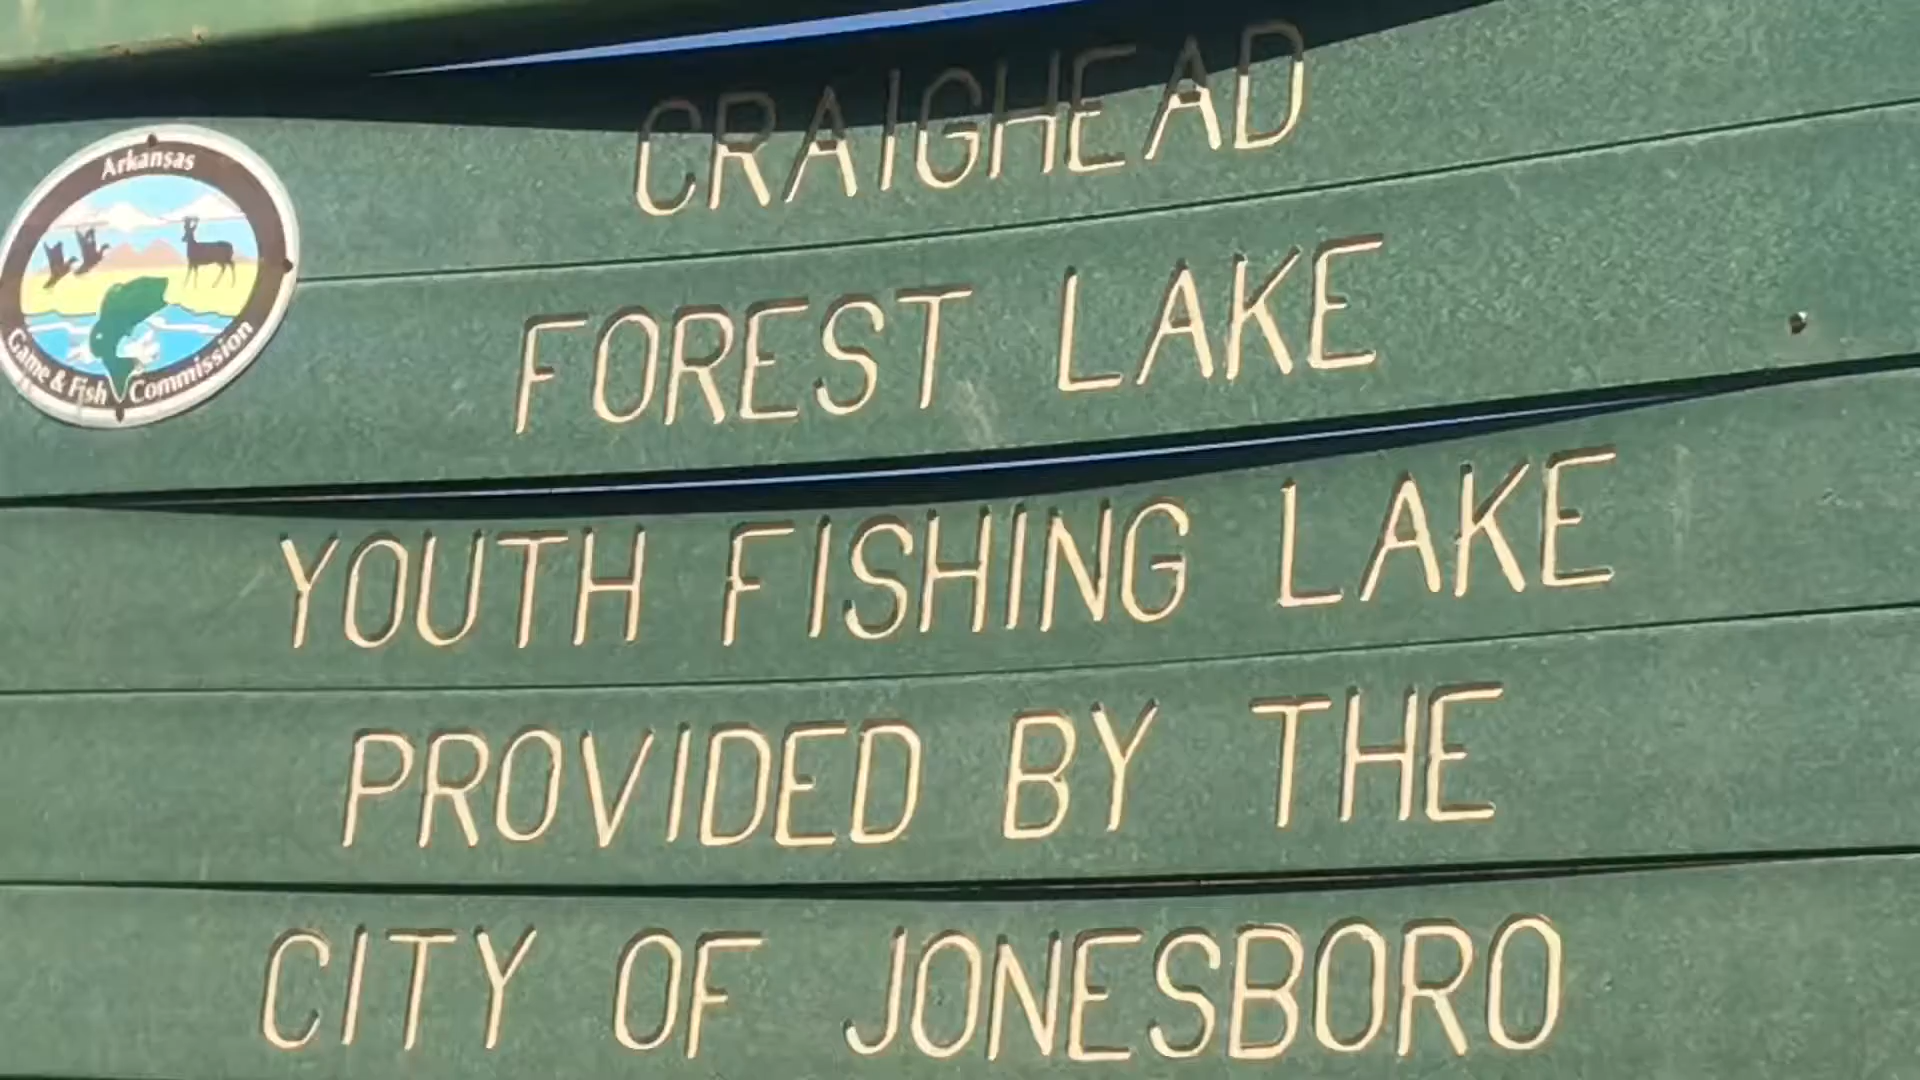 CRAIGHEAD
Arkansas
Game & Fish Commission
FOREST LAKE
YOUTH FISHING LAKE
PROVIDED BY THE
CITY OF JONESBORO